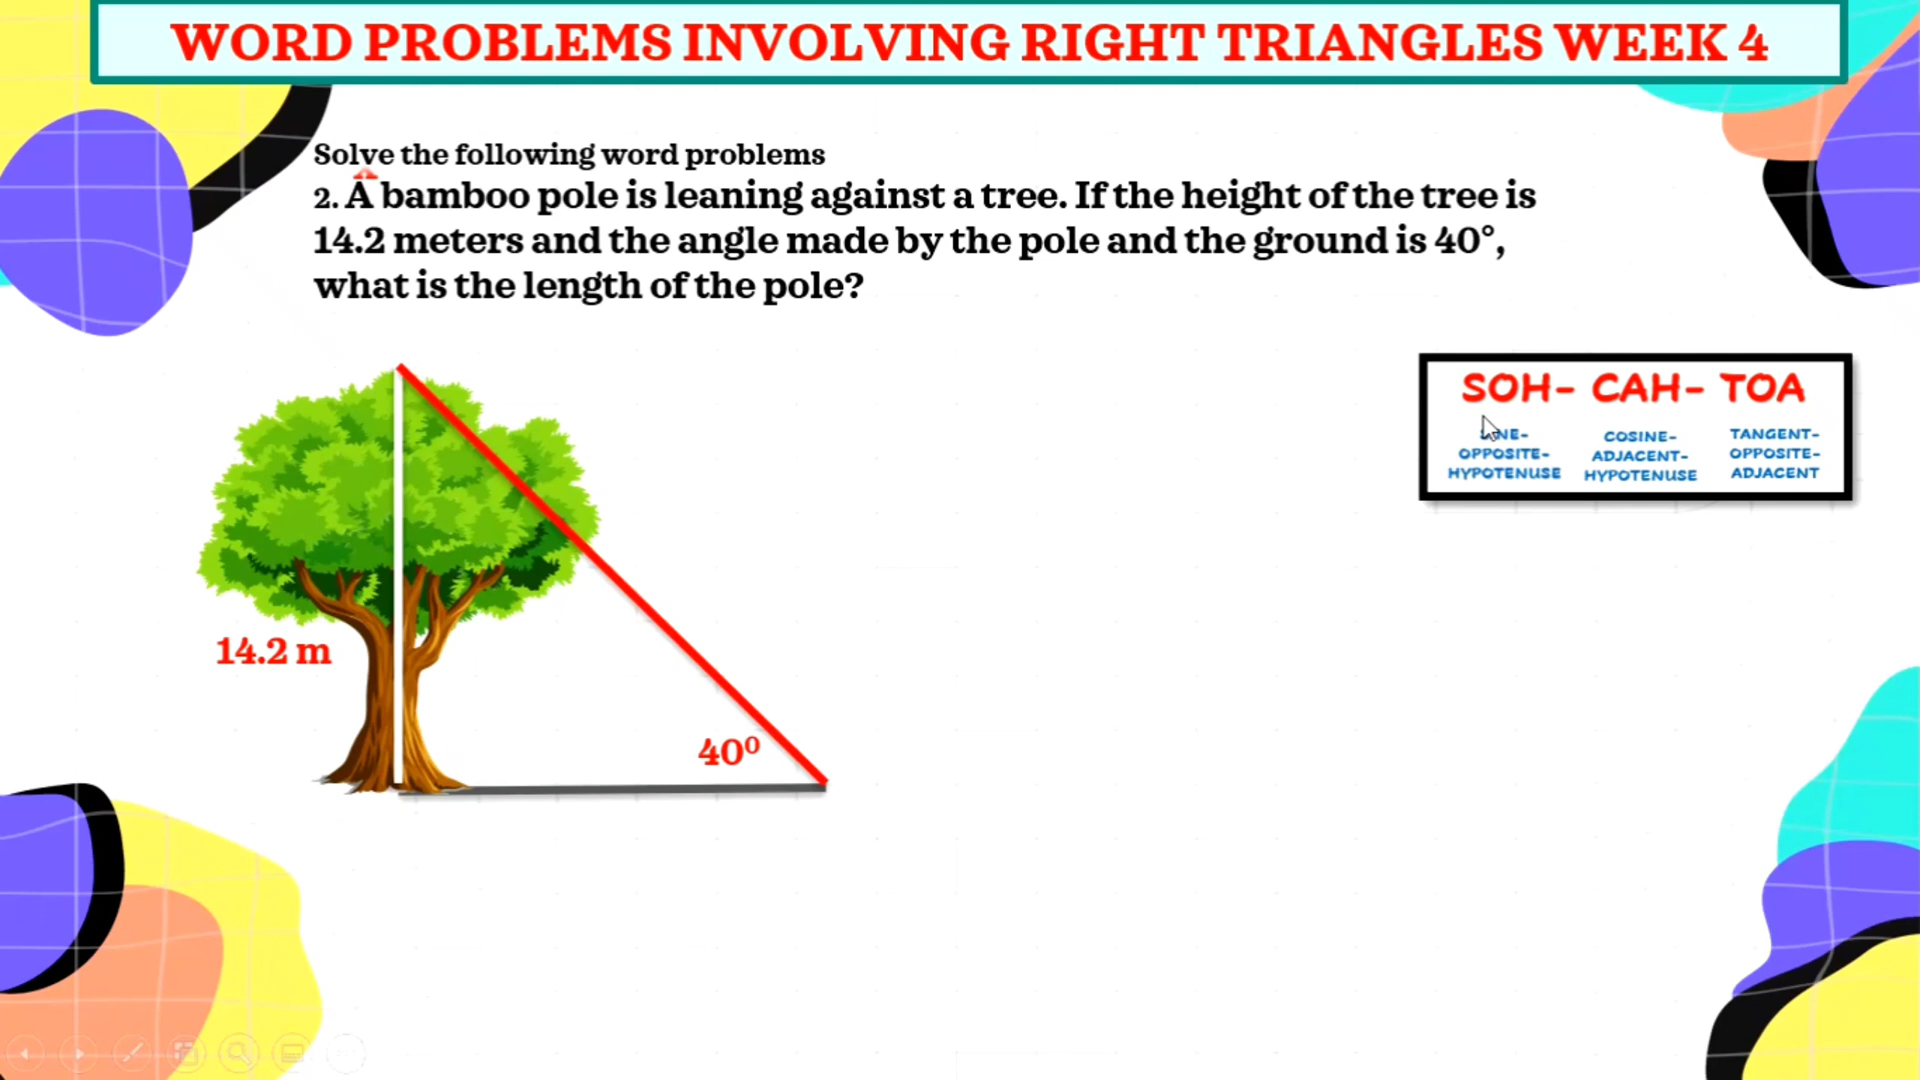 WORD PROBLEMS INVOLVING RIGHT TRIANGLES WEEK 4
Solve the following word problems
2. A bamboo pole is leaning against a tree. If the height of the tree is
14.2 meters and the angle made by the pole and the ground is 40°,
what is the length of the pole?
SOH- CAH- TOA
COSINE- TANGENT-
OPPOSITE- ADJACENT- OPPOSITE-
HYPOTENUSE HYPOTENUSE ADJACENT
14.2 m
40⁰